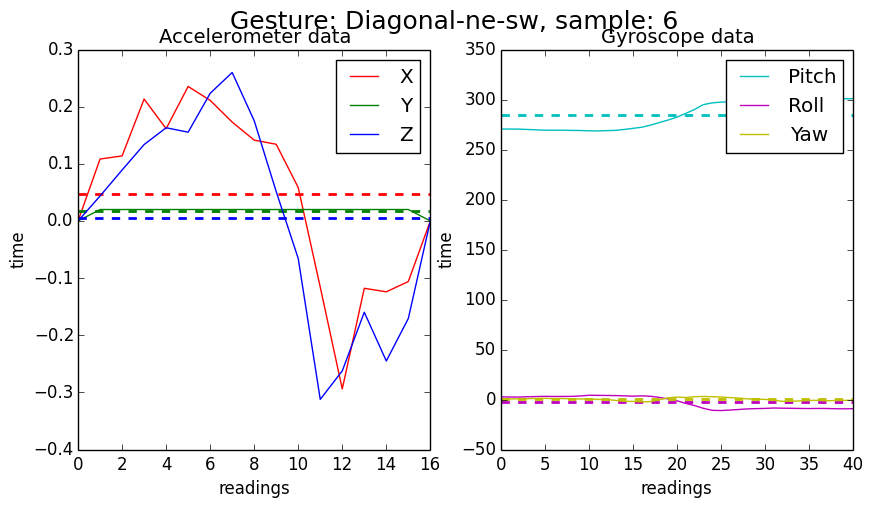 Gesture: Diagonal-ne-sw, sample: 6
Accelerometer data
0.3
0.2
0.1
0.0
−0.1
−0.2
−0.3
−0.4
time
0 2 4 6 8 10 12 14 16
readings
X
Y
Z
Gyroscope data
350
300
250
200
150
100
50
0
−50
time
0 5 10 15 20 25 30 35 40
readings
Pitch
Roll
Yaw